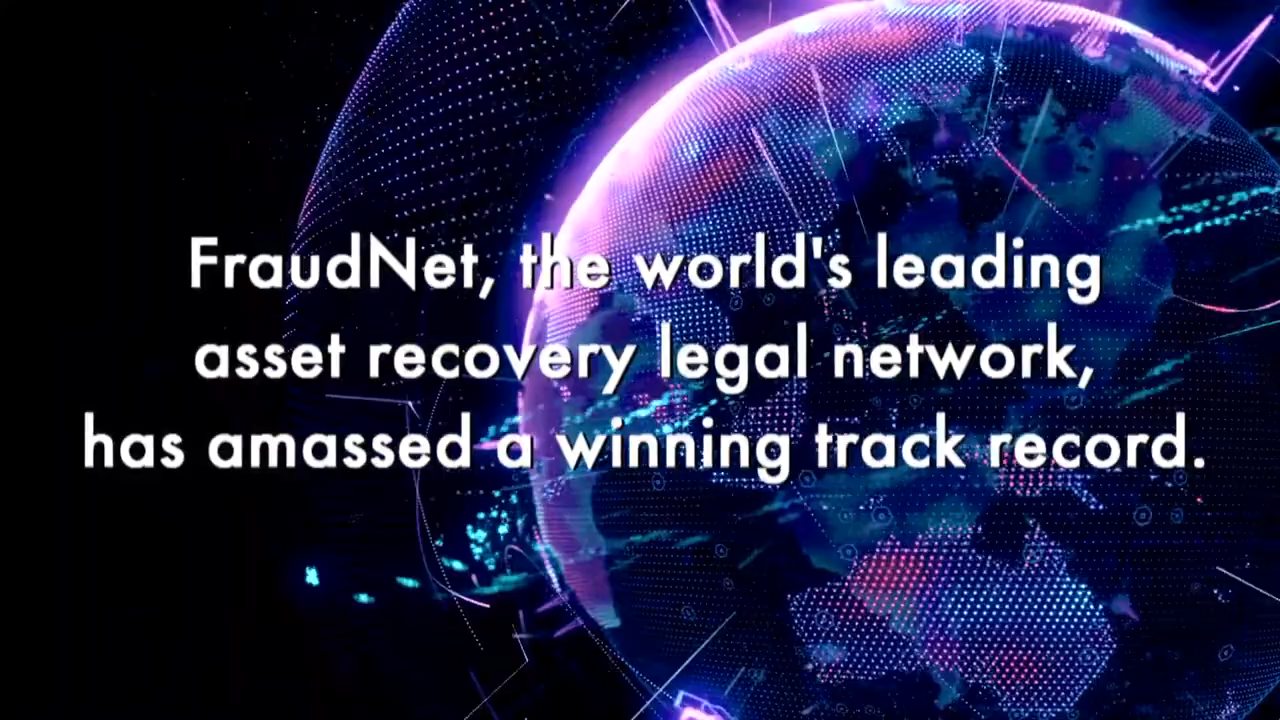 FraudNet, the world's leading
asset recovery legal network,
has amassed a winning track record.